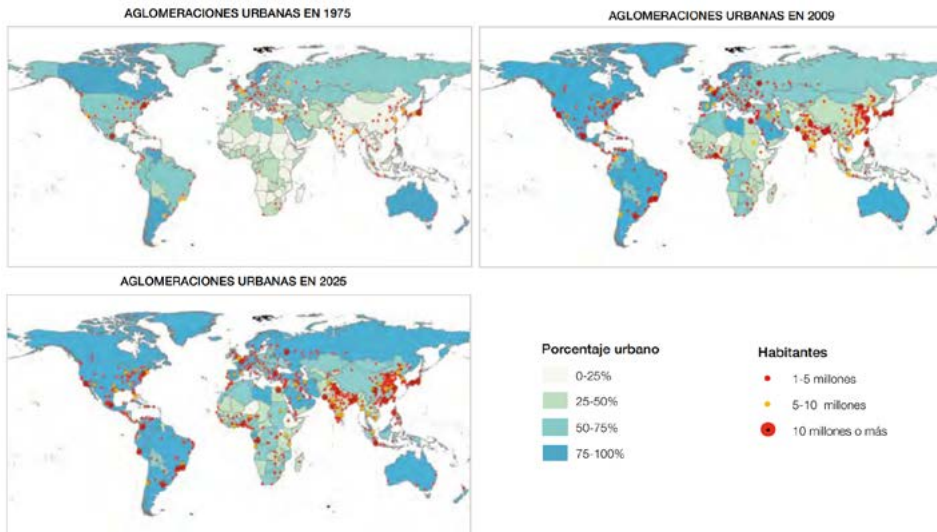 AGLOMERACIONES URBANAS EN 1975
AGLOMERACIONES URBANAS EN 2009
AGLOMERACIONES URBANAS EN 2025
Porcentaje urbano
0-25%
25-50%
50-75%
75-100%
Habitantes
1-5 millones
5-10 millones
10 millones o más